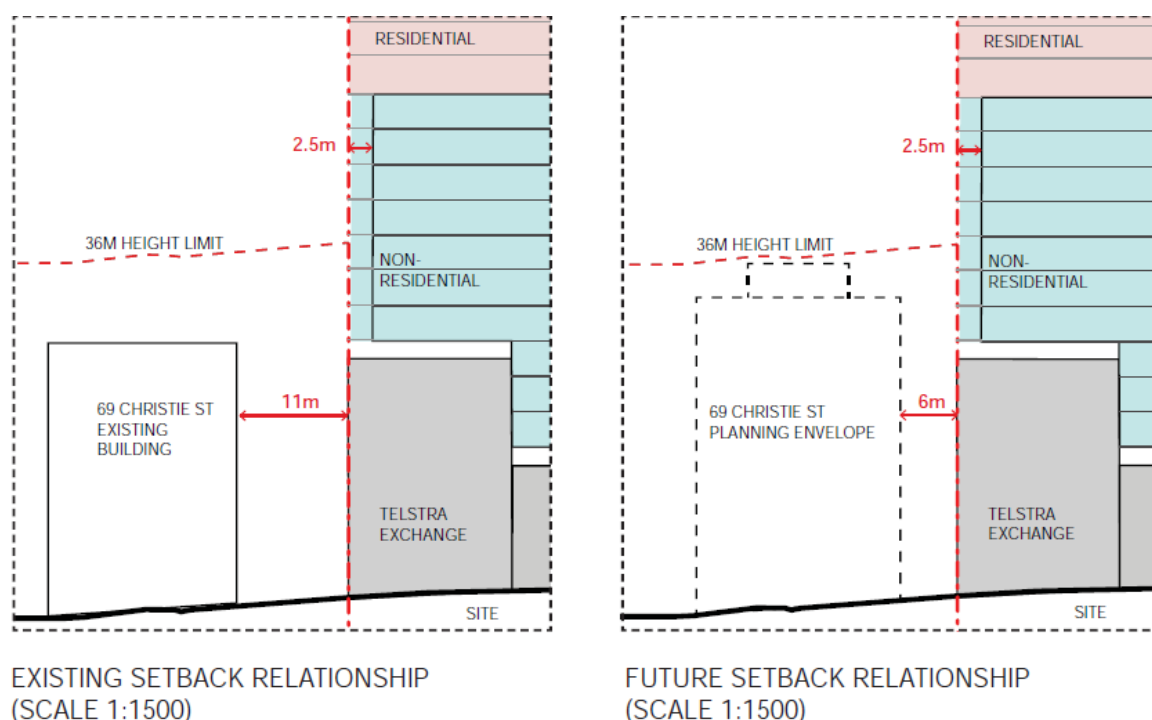 RESIDENTIAL
2.5m
36M HEIGHT LIMIT
NON-
RESIDENTIAL
11m
69 CHRISTIE ST
EXISTING
BUILDING
TELSTRA
EXCHANGE
SITE
EXISTING SETBACK RELATIONSHIP
(SCALE 1:1500)
RESIDENTIAL
2.5m
36M HEIGHT LIMIT
NON-
RESIDENTIAL
6m
69 CHRISTIE ST
PLANNING ENVELOPE
TELSTRA
EXCHANGE
SITE
FUTURE SETBACK RELATIONSHIP
(SCALE 1:1500)